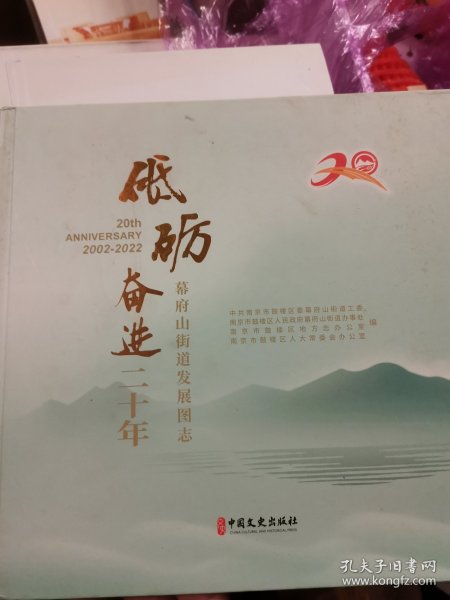 砥砺
奋进二十年
20th
ANNIVERSARY
2002-2022
幕府山街道发展图志
中共南京市鼓楼区委幕府山街道工委
南京市鼓楼区人民政府幕府山街道办事处
南京市鼓楼区地方志办公室
南京市鼓楼区人大常委会办公室
编
中国文史出版社
CHINA CULTURAL AND HISTORICAL PRESS
孔夫子旧书网
www.kongfz.com